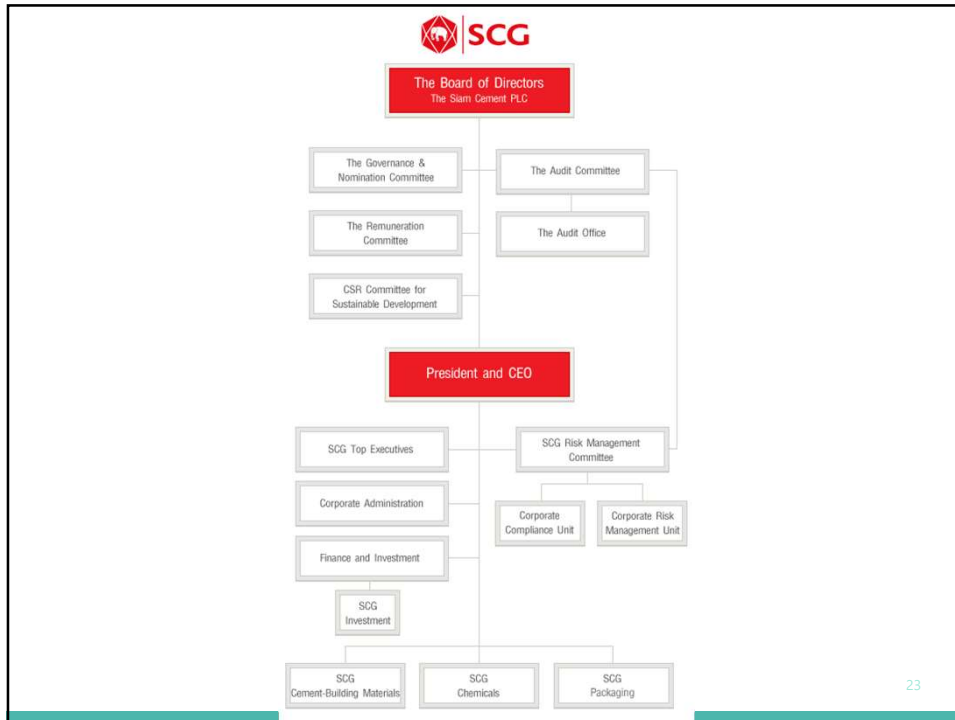 SCG
The Board of Directors
The Siam Cement PLC
The Governance &
Nomination Committee
The Audit Committee
The Remuneration
Committee
The Audit Office
CSR Committee for
Sustainable Development
President and CEO
SCG Top Executives
SCG Risk Management
Committee
Corporate Administration
Corporate
Compliance Unit
Corporate Risk
Management Unit
Finance and Investment
SCG
Investment
SCG
Cement-Building Materials
SCG
Chemicals
SCG
Packaging
23